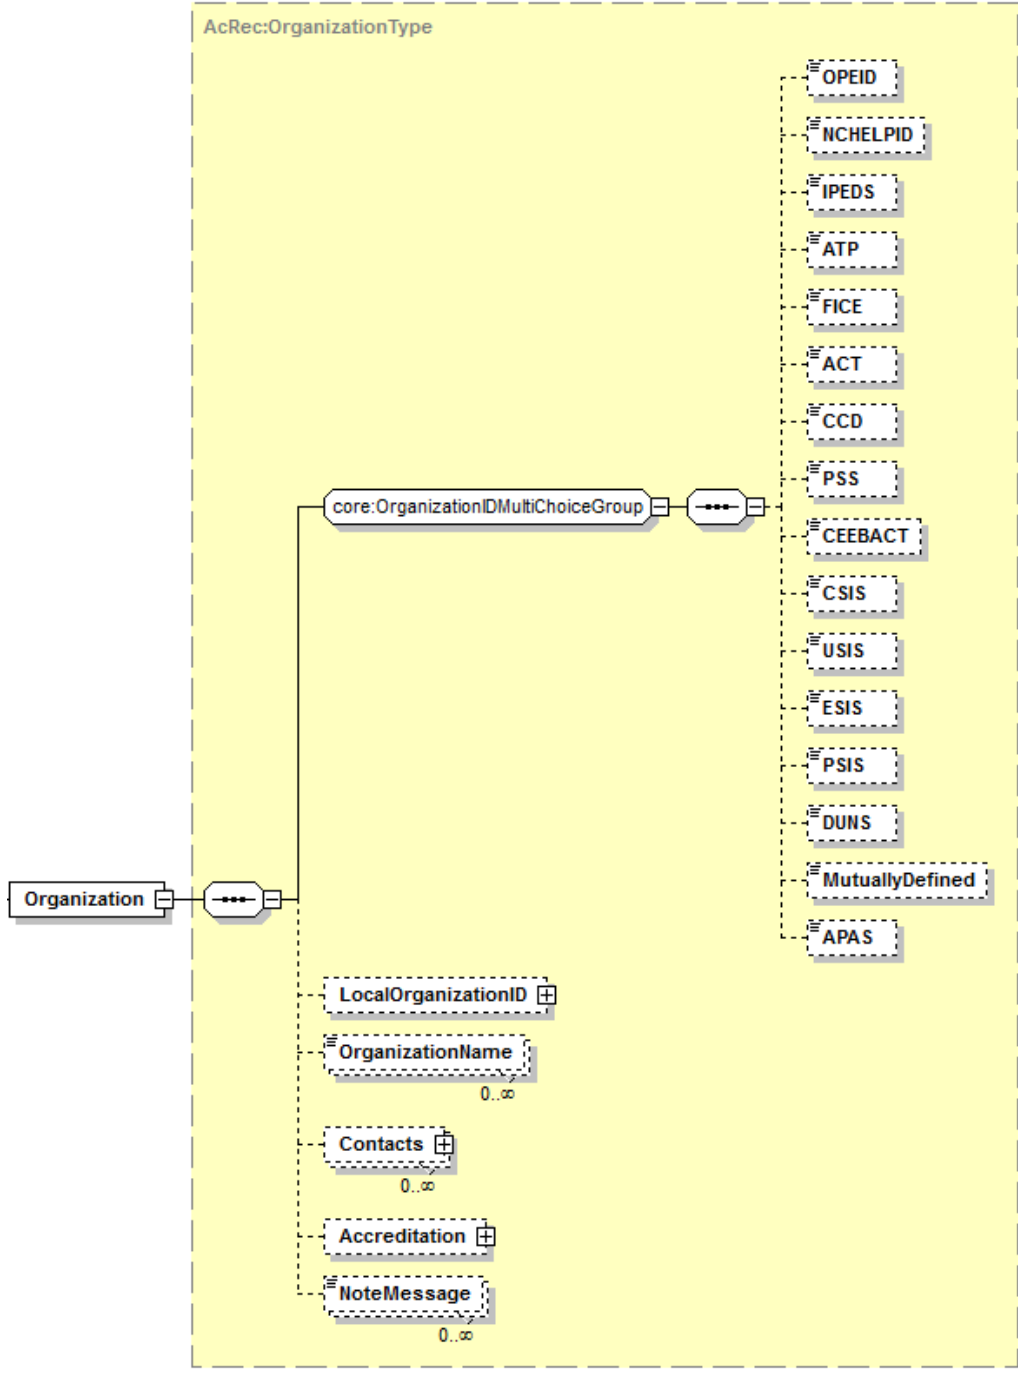 AcRec:OrganizationType
OPEID
NCHELPID
IPEDS
ATP
FICE
ACT
CCD
PSS
core:OrganizationIDMultiChoiceGroup
CEEBACT
CSIS
USIS
ESIS
PSIS
DUNS
MutuallyDefined
Organization
APAS
LocalOrganizationID
OrganizationName
0..∞
Contacts
0..∞
Accreditation
NoteMessage
0..∞